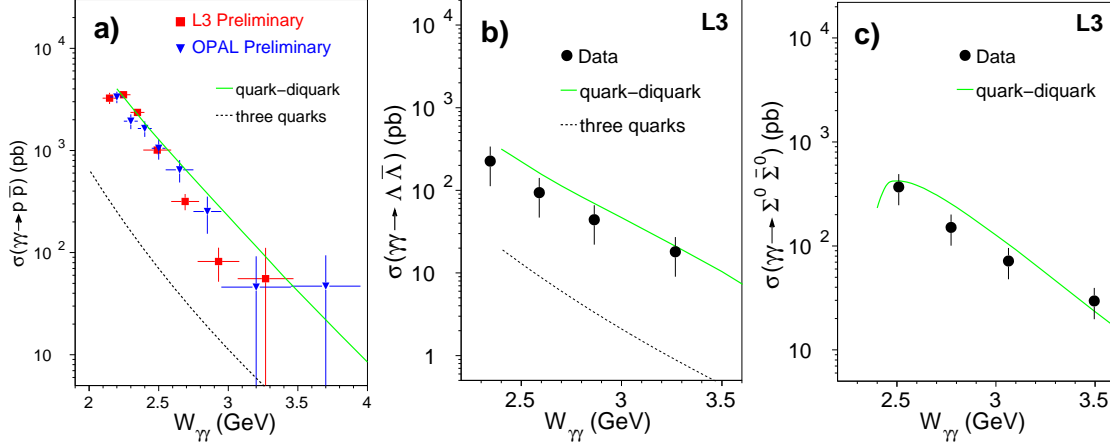 a)
L3 Preliminary
OPAL Preliminary
quark-diquark
three quarks
σ(γγ→p p̅) (pb)
10⁴
10³
10²
10
2 2.5 3 3.5 4
Wγγ (GeV)
b)
L3
Data
quark-diquark
three quarks
σ(γγ→ Λ Λ̅) (pb)
10⁴
10³
10²
10
1
2.5 3 3.5
Wγγ (GeV)
c)
L3
Data
quark-diquark
σ(γγ→ Σ⁰ Σ̅⁰) (pb)
10⁴
10³
10²
10
2.5 3 3.5
Wγγ (GeV)